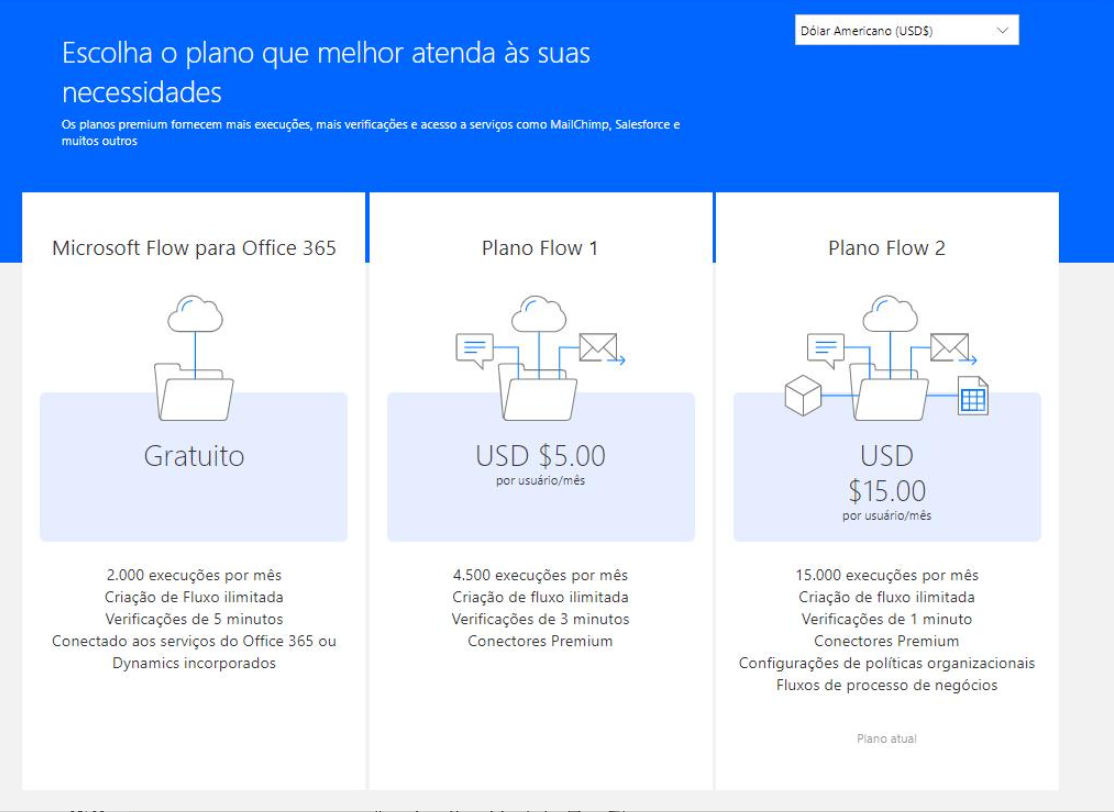 Dólar Americano (USD$)
Escolha o plano que melhor atenda às suas
necessidades
Os planos premium fornecem mais execuções, mais verificações e acesso a serviços como MailChimp, Salesforce e
muitos outros
Microsoft Flow para Office 365
Gratuito
2.000 execuções por mês
Criação de Fluxo ilimitada
Verificações de 5 minutos
Conectado aos serviços do Office 365 ou
Dynamics incorporados
Plano Flow 1
USD $5.00
por usuário/mês
4.500 execuções por mês
Criação de fluxo ilimitada
Verificações de 3 minutos
Conectores Premium
Plano Flow 2
USD
$15.00
por usuário/mês
15.000 execuções por mês
Criação de fluxo ilimitada
Verificações de 1 minuto
Conectores Premium
Configurações de políticas organizacionais
Fluxos de processo de negócios
Plano atual